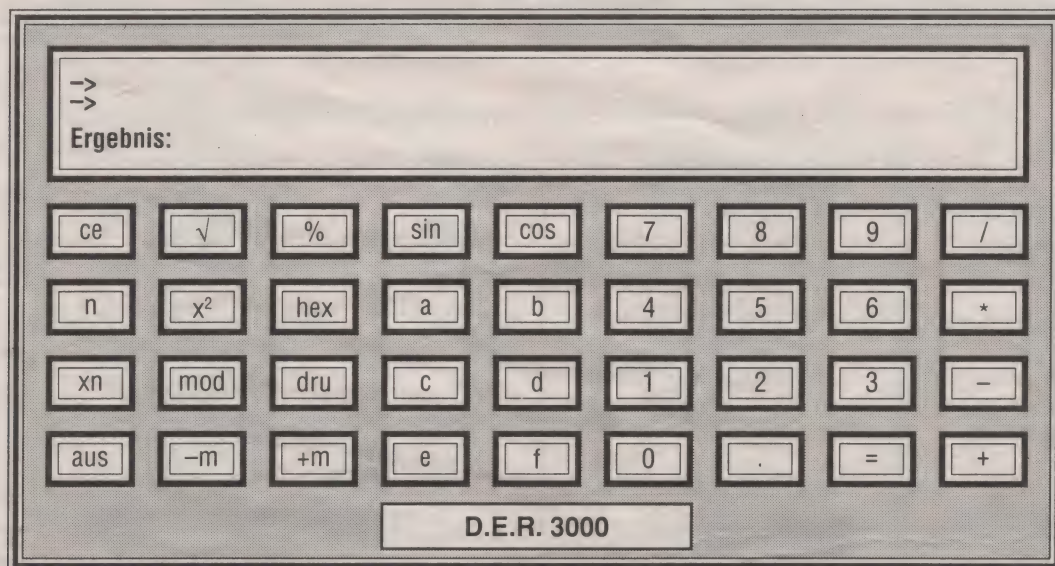 ->
->
Ergebnis:
ce √ % sin cos 7 8 9 /
n x² hex a b 4 5 6 *
xn mod dru c d 1 2 3 –
aus –m +m e f 0 . = +
D.E.R. 3000